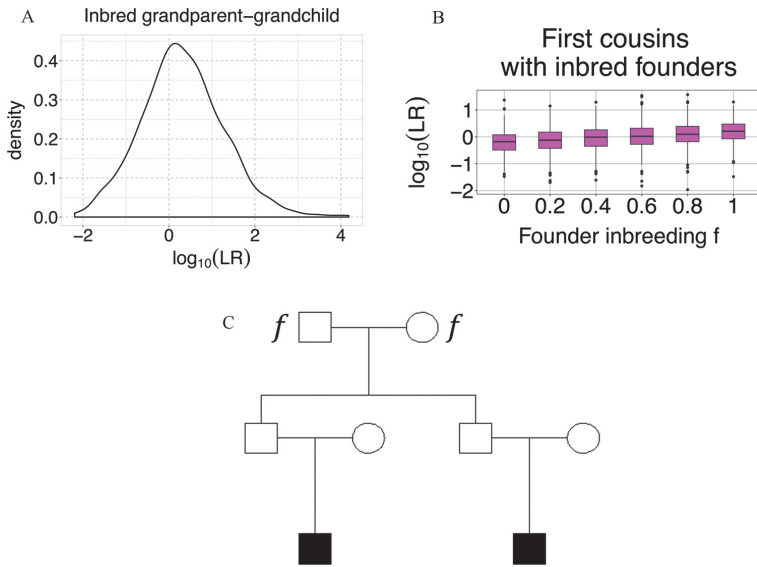 A
Inbred grandparent–grandchild
density
0.4
0.3
0.2
0.1
0.0
−2 0 2 4
log₁₀(LR)
B
First cousins
with inbred founders
log₁₀(LR)
1
0
−1
−2
0 0.2 0.4 0.6 0.8 1
Founder inbreeding f
C
f f